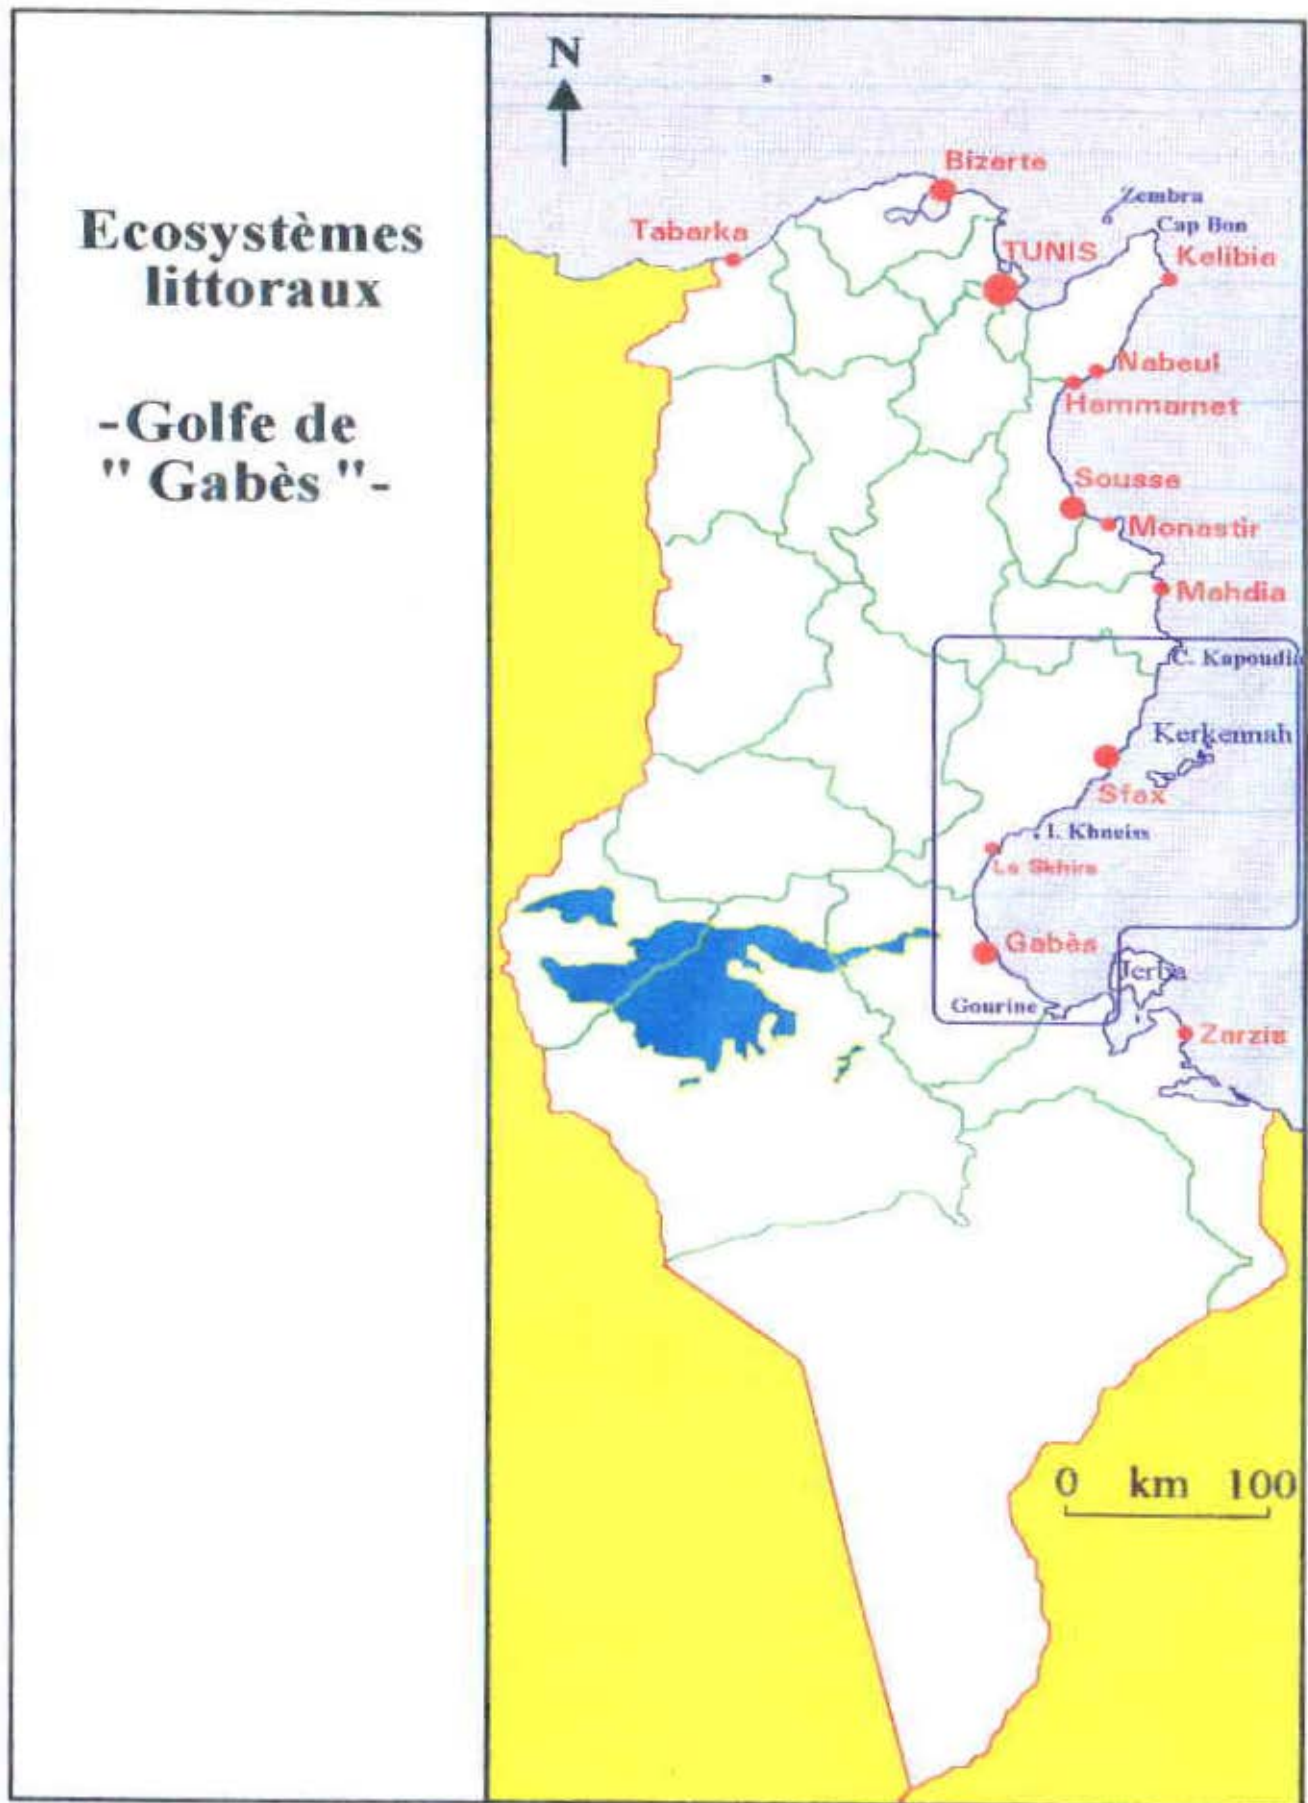 Ecosystèmes
littoraux
-Golfe de
" Gabès "-
N
Bizerte
Zembra
Cap Bon
Tabarka
TUNIS
Kelibia
Nabeul
Hammamet
Sousse
Monastir
Mahdia
C. Kapoudia
Kerkennah
Sfax
I. Khneiss
La Skhira
Gabès
Jerba
Gourine
Zarzis
0 km 100